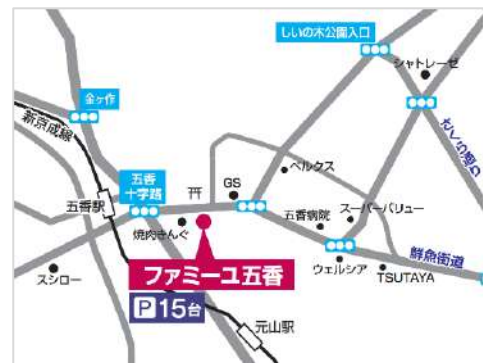 しいの木公園入口
シャトレーゼ
金ヶ作
新京成線
さくら通り
ベルクス
五香
十字路
GS
五香駅
五香病院
スーパーバリュー
焼肉きんぐ
鮮魚街道
ファミーユ五香
ウェルシア
TSUTAYA
スシロー
P 15台
元山駅